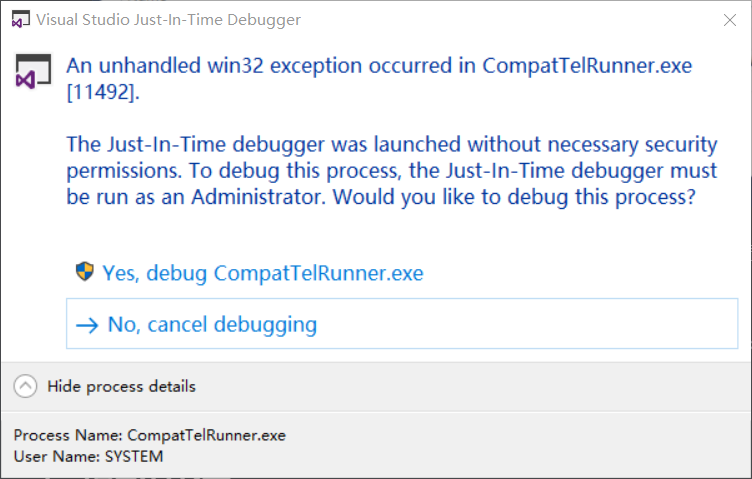 Visual Studio Just-In-Time Debugger
An unhandled win32 exception occurred in CompatTelRunner.exe
[11492].
The Just-In-Time debugger was launched without necessary security
permissions. To debug this process, the Just-In-Time debugger must
be run as an Administrator. Would you like to debug this process?
Yes, debug CompatTelRunner.exe
No, cancel debugging
Hide process details
Process Name: CompatTelRunner.exe
User Name: SYSTEM